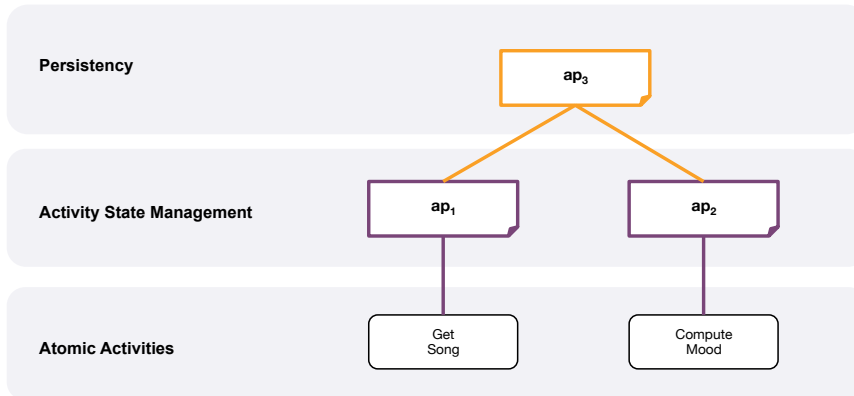 Persistency
ap₃
Activity State Management
ap₁
ap₂
Atomic Activities
Get
Song
Compute
Mood